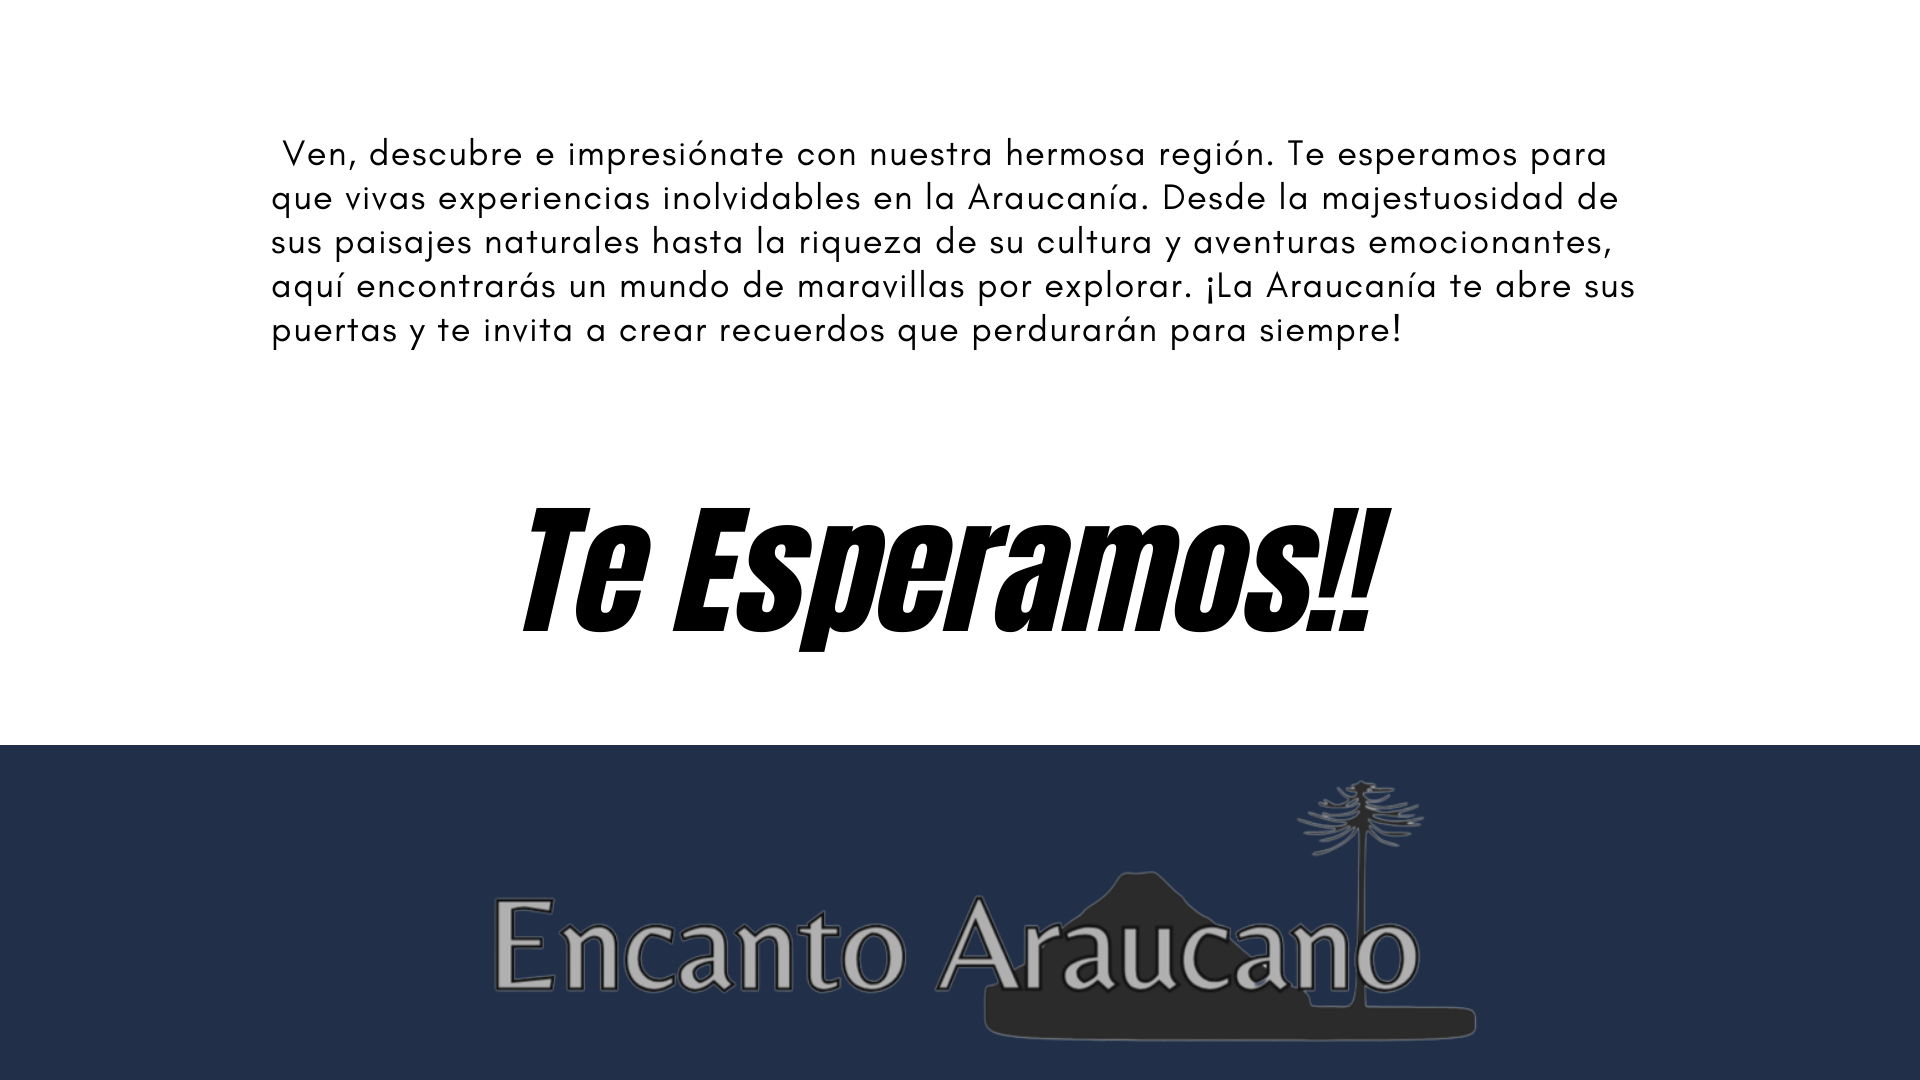 Ven, descubre e impresiónate con nuestra hermosa región. Te esperamos para
que vivas experiencias inolvidables en la Araucanía. Desde la majestuosidad de
sus paisajes naturales hasta la riqueza de su cultura y aventuras emocionantes,
aquí encontrarás un mundo de maravillas por explorar. ¡La Araucanía te abre sus
puertas y te invita a crear recuerdos que perdurarán para siempre!
Te Esperamos!!
Encanto Araucano